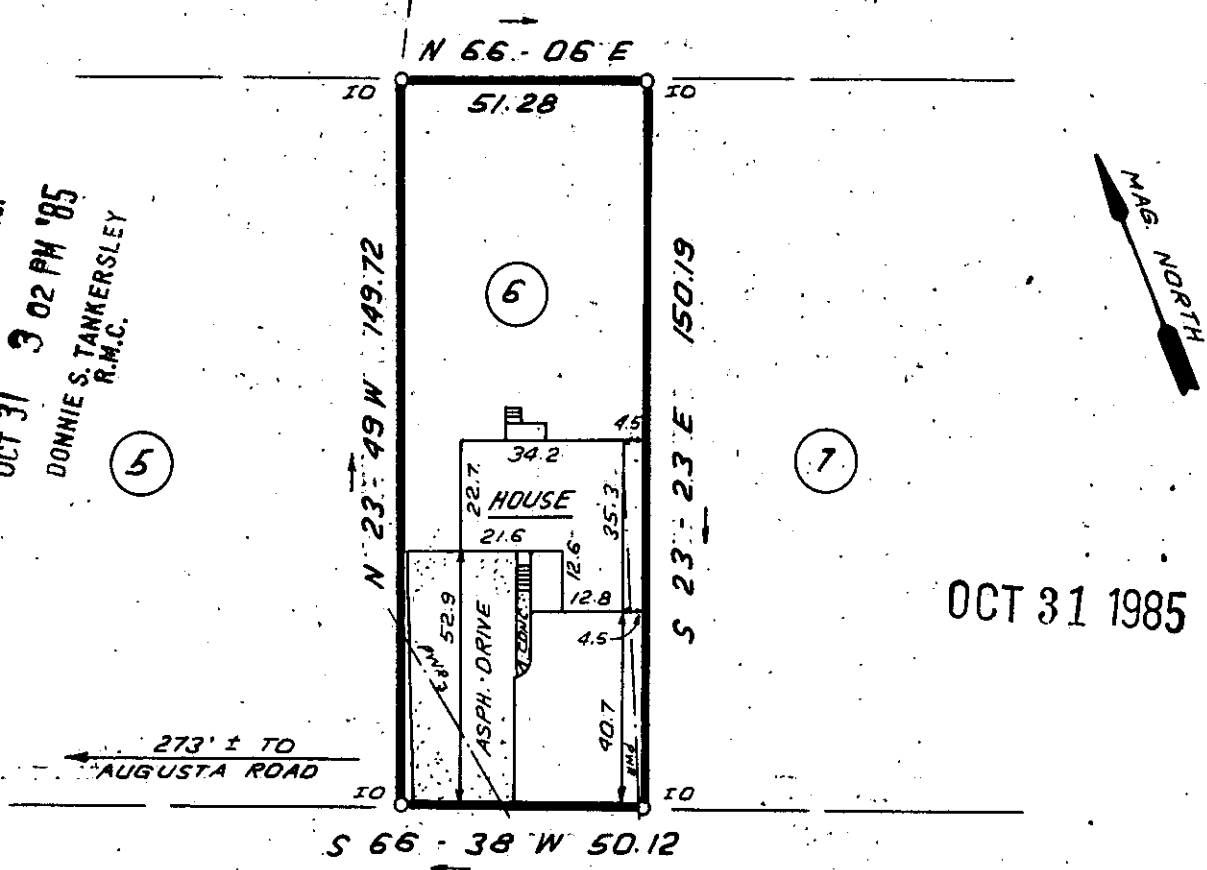 N 66 - 06 E
IO
51.28
IO
OCT 31 3 02 PM '85
DONNIE S. TANKERSLEY
R.M.C.
MAG. NORTH
N 23 - 49 W 149.72
6
S 23 - 23 E 150.19
5
7
4.5
34.2
22.7
HOUSE
35.3
21.6
12.6
12.8
4.5
52.9
ASPH. DRIVE
CONC.
40.7
OCT 31 1985
273' ± TO
AUGUSTA ROAD
IO
IO
S 66 - 38 W 50.12